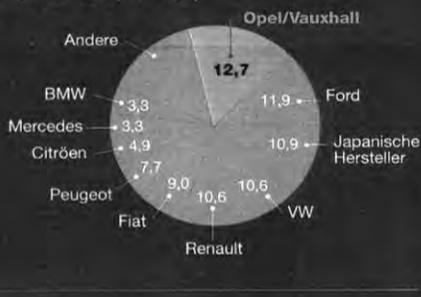 Opel/Vauxhall
12,7
Andere
BMW
3,3
11,9
Ford
Mercedes
3,3
Citröen
4,9
10,9
Japanische
Hersteller
Peugeot
7,7
9,0
10,6
10,6
VW
Fiat
Renault